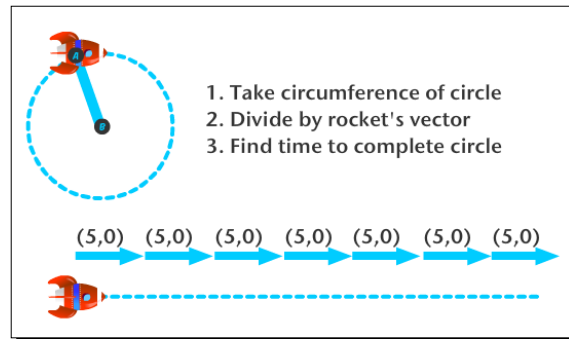 A
B
1. Take circumference of circle
2. Divide by rocket's vector
3. Find time to complete circle
(5,0) (5,0) (5,0) (5,0) (5,0) (5,0) (5,0)